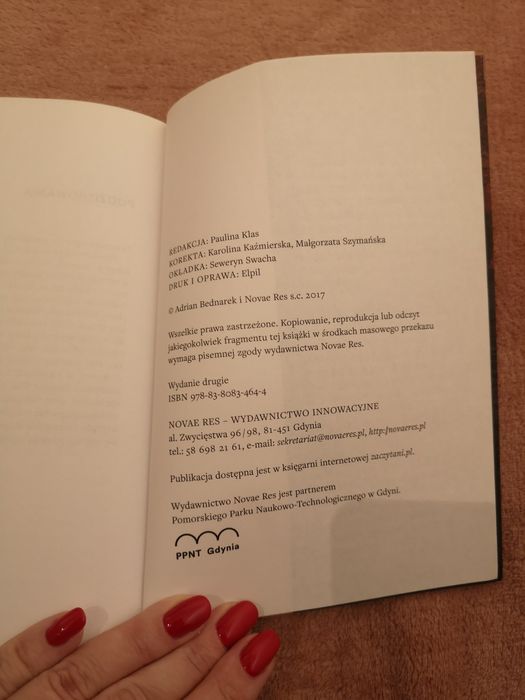 REDAKCJA: Paulina Klas
KOREKTA: Karolina Kaźmierska, Małgorzata Szymańska
OKŁADKA: Seweryn Swacha
DRUK I OPRAWA: Elpil
© Adrian Bednarek i Novae Res s.c. 2017
Wszelkie prawa zastrzeżone. Kopiowanie, reprodukcja lub odczyt
jakiegokolwiek fragmentu tej książki w środkach masowego przekazu
wymaga pisemnej zgody wydawnictwa Novae Res.
Wydanie drugie
ISBN 978-83-8083-464-4
NOVAE RES – WYDAWNICTWO INNOWACYJNE
al. Zwycięstwa 96/98, 81-451 Gdynia
tel.: 58 698 21 61, e-mail: sekretariat@novaeres.pl, http://novaeres.pl
Publikacja dostępna jest w księgarni internetowej zaczytani.pl.
Wydawnictwo Novae Res jest partnerem
Pomorskiego Parku Naukowo-Technologicznego w Gdyni.
PPNT Gdynia